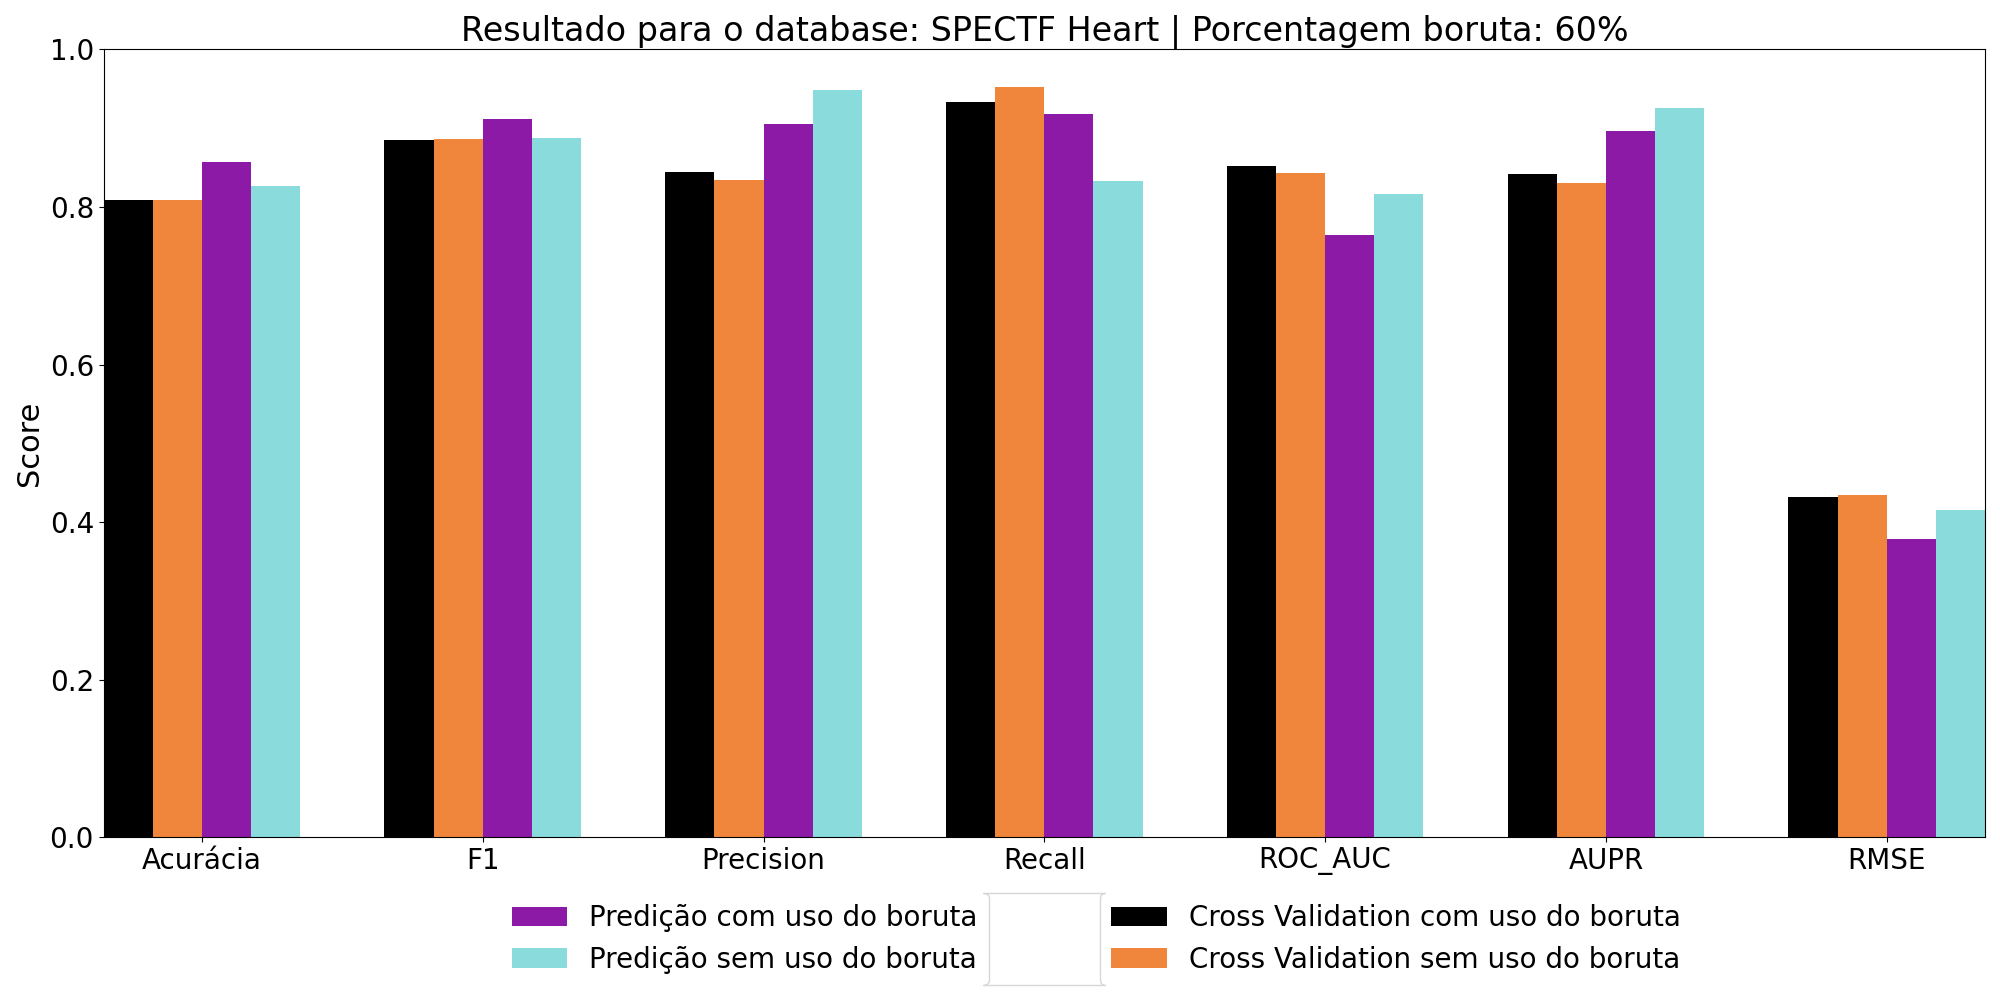 Resultado para o database: SPECTF Heart | Porcentagem boruta: 60%
1.0
0.8
0.6
0.4
0.2
0.0
Score
Acurácia
F1
Precision
Recall
ROC_AUC
AUPR
RMSE
Predição com uso do boruta
Predição sem uso do boruta
Cross Validation com uso do boruta
Cross Validation sem uso do boruta